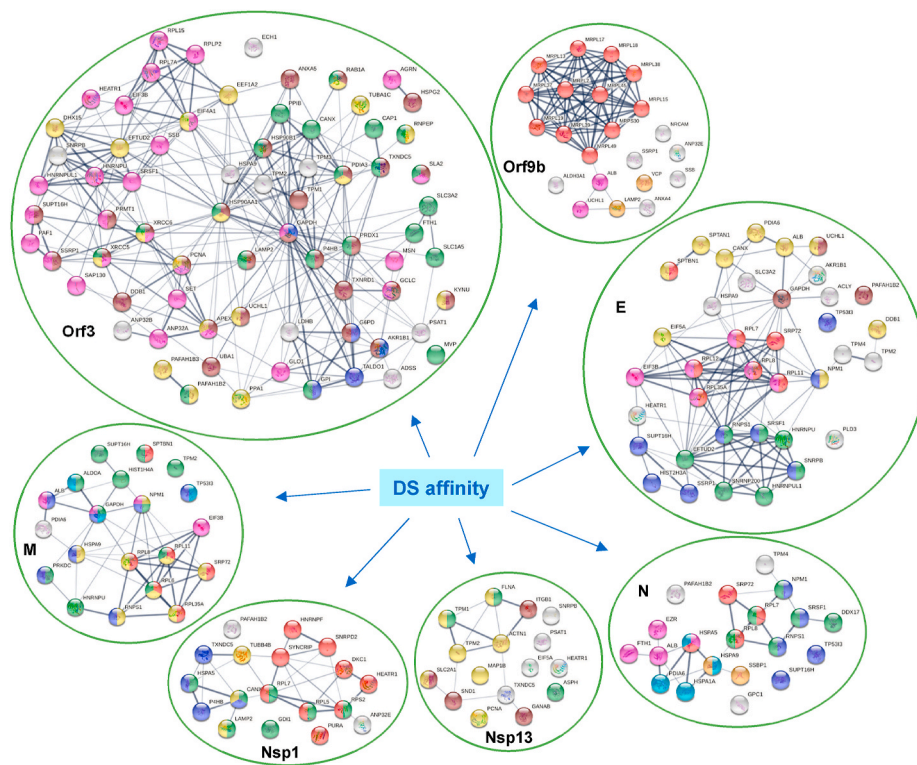 RPL15
RPLP2
ECH1
RPL7A
HEATR1
EIF3B
EEF1A2
ANXA5
RAB1A
AGRN
HSPG2
TUBA1C
DHX15
EIF4A1
PPIB
CANX
CAP1
RNPEP
EFTUD2
SSB
SNRPB
HSP90B1
TPM3
PDIA3
TXNDC5
SLA2
HNRNPU
HNRNPUL1
SRSF1
HSPA5
TPM2
TPM1
SLC3A2
SUPT16H
PRMT1
XRCC6
HSP90AA1
GAPDH
FTH1
PAF1
SSRP1
XRCC5
PCNA
LAMP2
P4HB
PRDX1
MSN
SLC1A5
SAP130
SET
TXNRD1
GCLC
KYNU
DDB1
UCHL1
ANP32B
ANP32A
APEX
LDHB
G6PD
PSAT1
Orf3
UBA1
GLO1
AKR1B1
MVP
PAFAH1B3
PAFAH1B2
PPA1
GPI
TALDO1
ADSS
MRPL17
MRPL18
MRPL38
MRPL15
MRPS30
MRPL49
Orf9b
NRCAM
ANP32E
SSRP1
SSB
ALDH3A1
ALB
VCP
UCHL1
LAMP2
ANXA4
PDIA6
SPTAN1
CANX
ALB
UCHL1
SPTBN1
SLC3A2
AKR1B1
E
HSPA9
GAPDH
ACLY
PAFAH1B2
TP53I3
DDB1
EIF5A
RPL7
SRP72
TPM4
TPM2
RPL12
RPL8
EIF3B
NPM1
RPL35A
RPL11
HEATR1
RNPS1
SRSF1
HNRNPU
PLD3
SUPT16H
EFTUD2
SNRPB
HIST2H3A
SNRNP200
HNRNPUL1
SSRP1
DS affinity
SUPT16H
SPTBN1
TPM2
ALDOA
HIST1H4A
TP53I3
M
ALB
GAPDH
NPM1
PDIA6
EIF3B
HSPA9
RPL11
SRP72
PRKDC
HNRNPU
RNPS1
RPL35A
PAFAH1B2
HNRNPF
SNRPD2
TXNDC5
TUBB4B
SYNCRIP
DKC1
HSPA5
HEATR1
RPL7
P4HB
CANX
RPL5
RPS2
LAMP2
GDI1
PURA
ANP32E
Nsp1
FLNA
ITGB1
SNRPB
TPM1
ACTN1
PSAT1
TPM2
EIF5A
HEATR1
MAP1B
SLC2A1
TXNDC5
ASPH
SND1
PCNA
GANAB
Nsp13
TPM4
PAFAH1B2
SRP72
NPM1
N
RPL7
SRSF1
DDX17
EZR
HSPA5
RPL8
RNPS1
FTH1
ALB
HSPA9
TP53I3
SSBP1
SUPT16H
PDIA6
HSPA1A
GPC1